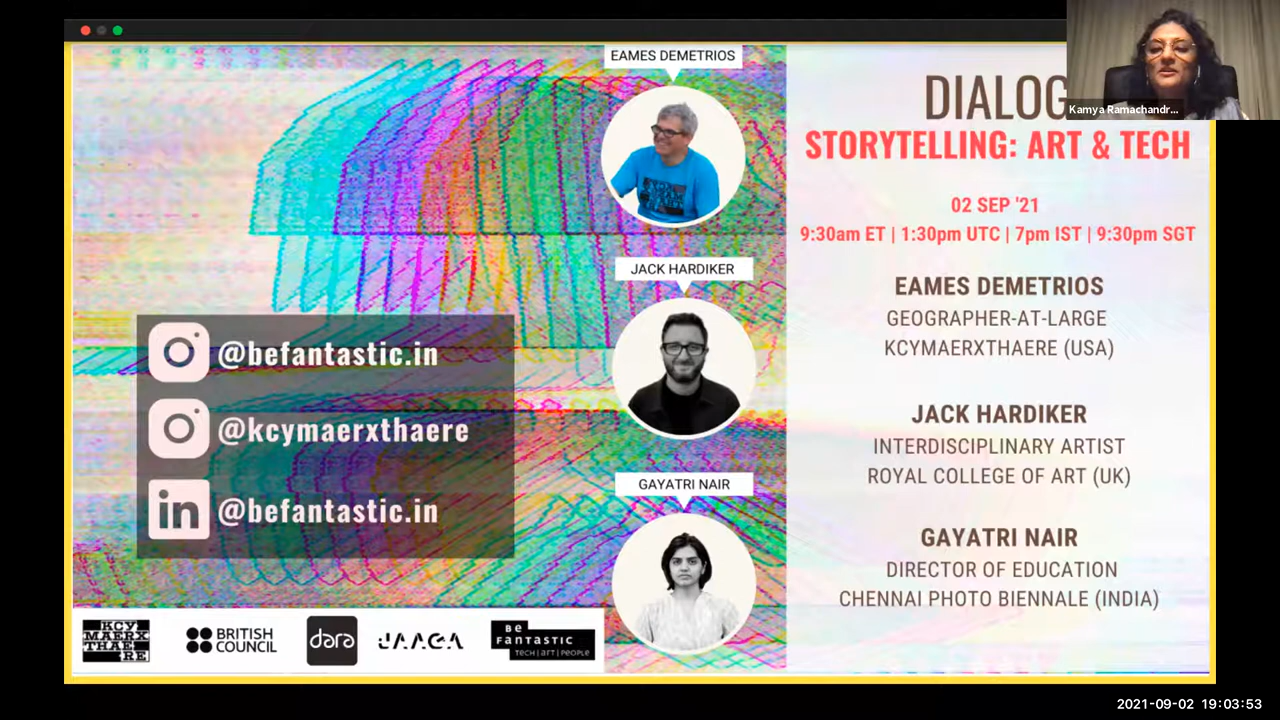 EAMES DEMETRIOS
JACK HARDIKER
GAYATRI NAIR
@befantastic.in
@kcymaerxthaere
in @befantastic.in
KCY
MAERX
THAE
RE
BRITISH
COUNCIL
dara
JAAGA
BE
FANTASTIC
TECH|ART|PEOPLE
Kamya Ramachandr...
DIALOG
STORYTELLING: ART & TECH
02 SEP '21
9:30am ET | 1:30pm UTC | 7pm IST | 9:30pm SGT
EAMES DEMETRIOS
GEOGRAPHER-AT-LARGE
KCYMAERXTHAERE (USA)
JACK HARDIKER
INTERDISCIPLINARY ARTIST
ROYAL COLLEGE OF ART (UK)
GAYATRI NAIR
DIRECTOR OF EDUCATION
CHENNAI PHOTO BIENNALE (INDIA)
2021-09-02 19:03:53